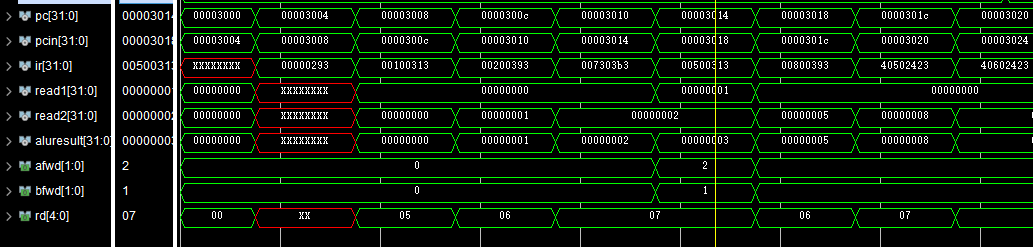 pc[31:0] 00003014 00003000 00003004 00003008 0000300c 00003010 00003014 00003018 0000301c 00003020
pcin[31:0] 00003018 00003004 00003008 0000300c 00003010 00003014 00003018 0000301c 00003020 00003024
ir[31:0] 00500313 XXXXXXXX 00000293 00100313 00200393 007303b3 00500313 00800393 40502423 40602423
read1[31:0] 00000001 00000000 XXXXXXXX 00000000 00000001 00000000
read2[31:0] 00000002 00000000 XXXXXXXX 00000000 00000001 00000002 00000005 00000008
aluresult[31:0] 00000003 00000000 XXXXXXXX 00000000 00000001 00000002 00000003 00000005 00000008
afwd[1:0] 2 0 2
bfwd[1:0] 1 0 1
rd[4:0] 07 00 XX 05 06 07 06 07